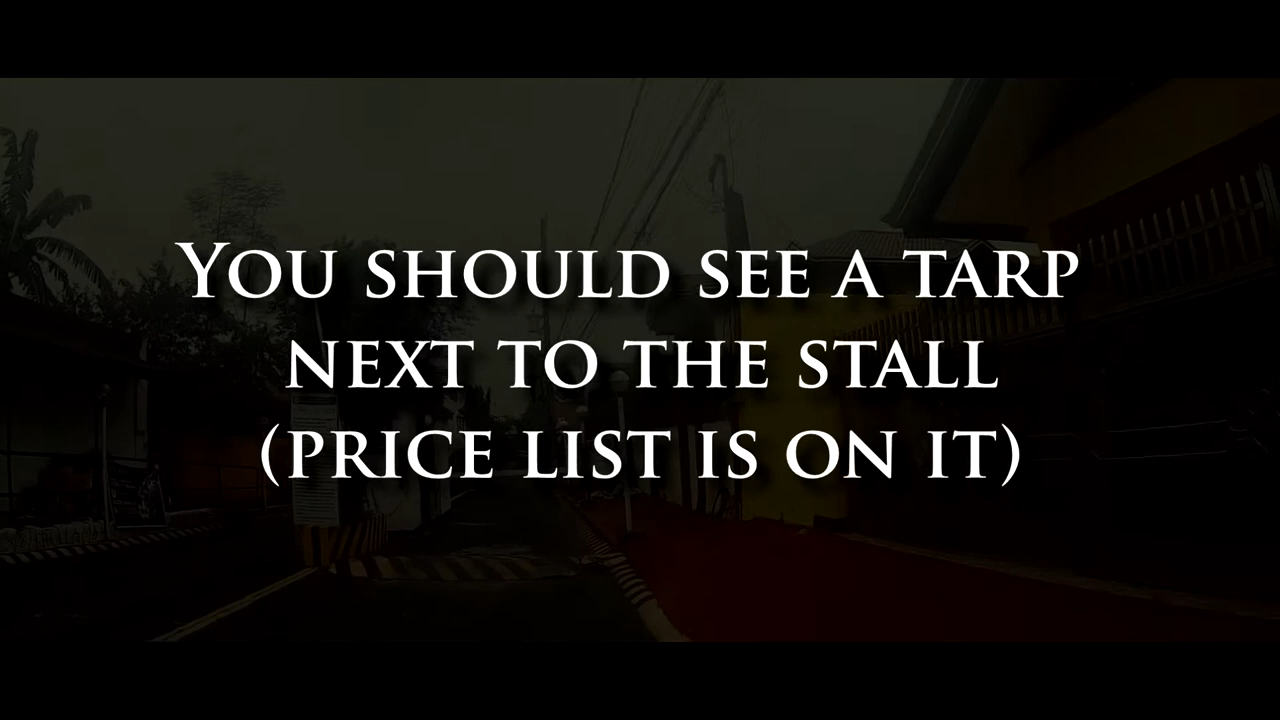 You should see a tarp
next to the stall
(price list is on it)